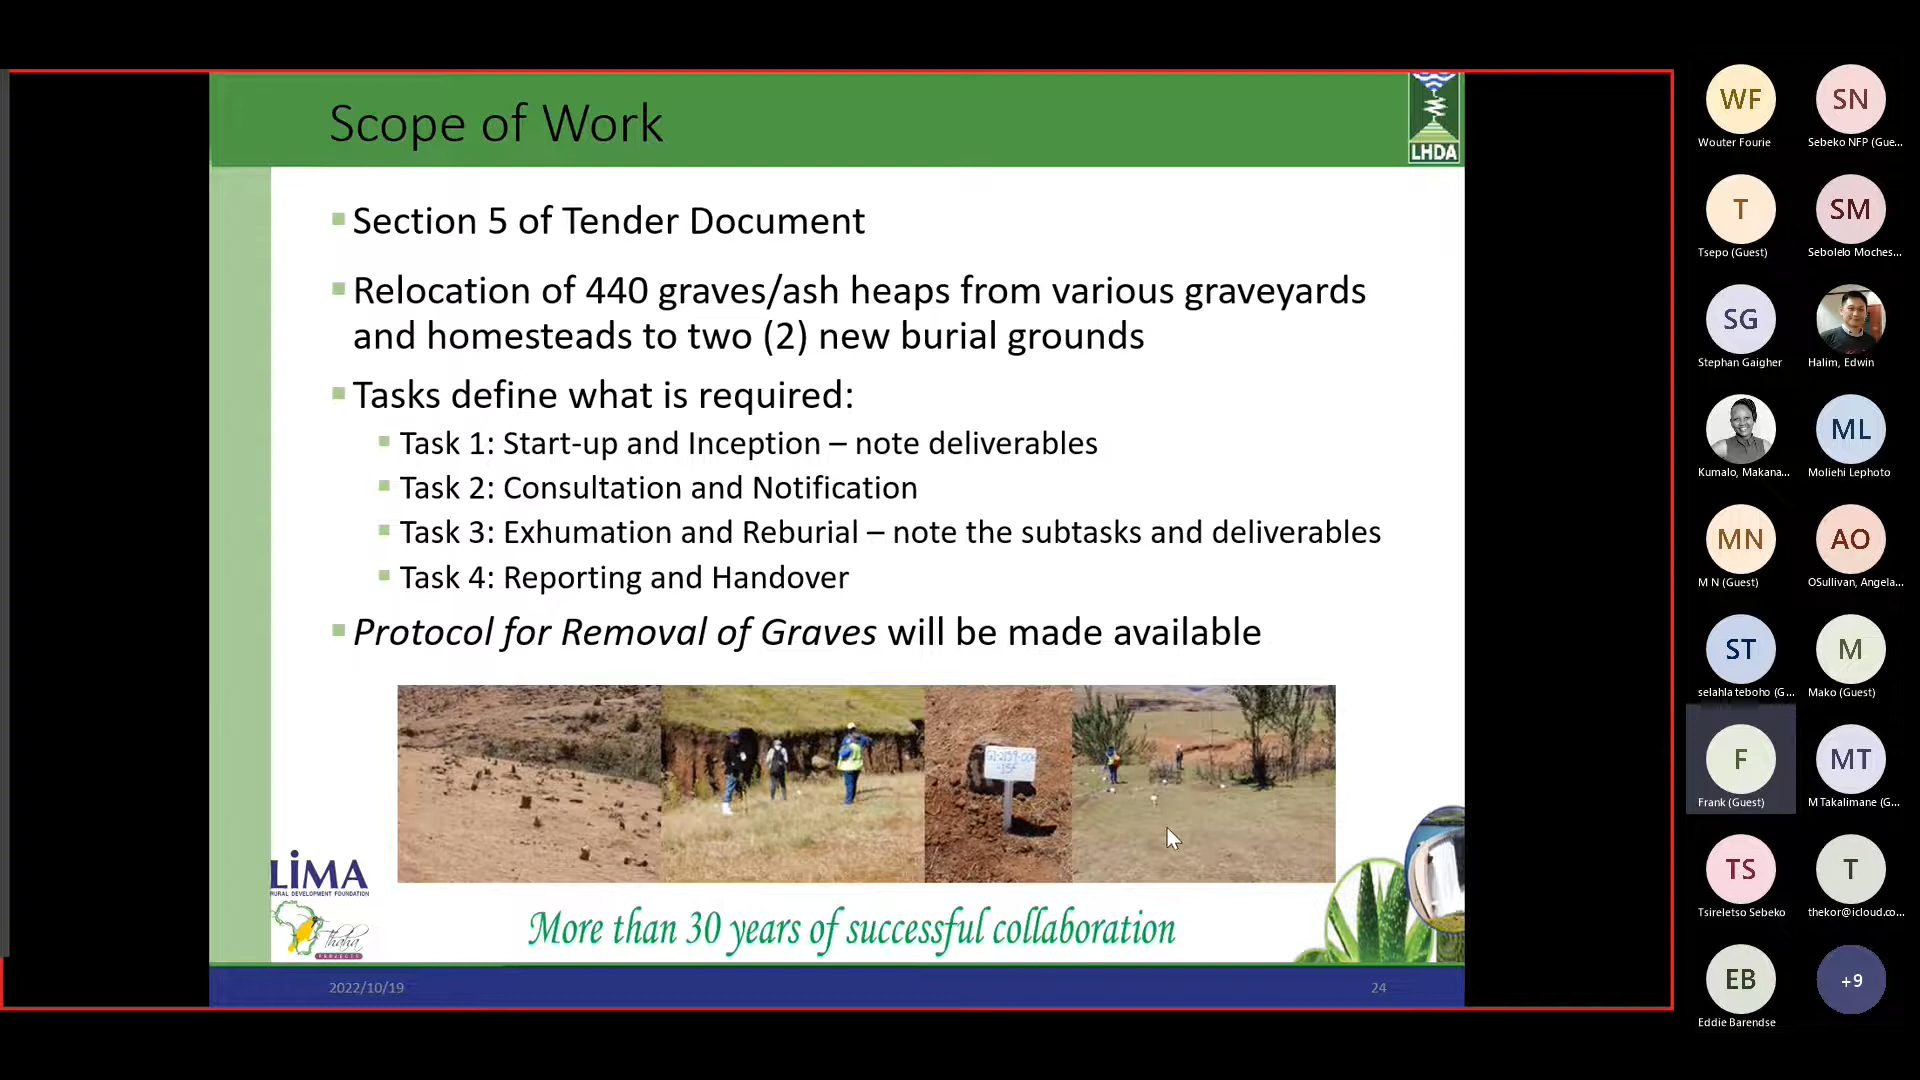 Scope of Work
LHDA
Section 5 of Tender Document
Relocation of 440 graves/ash heaps from various graveyards
and homesteads to two (2) new burial grounds
Tasks define what is required:
Task 1: Start-up and Inception – note deliverables
Task 2: Consultation and Notification
Task 3: Exhumation and Reburial – note the subtasks and deliverables
Task 4: Reporting and Handover
Protocol for Removal of Graves will be made available
LIMA
RURAL DEVELOPMENT FOUNDATION
Thaha
PROJECTS
More than 30 years of successful collaboration
2022/10/19
24
WF
Wouter Fourie
SN
Sebeko NFP (Gue...
T
Tsepo (Guest)
SM
Sebolelo Moches...
SG
Stephan Gaigher
Halim, Edwin
Kumalo, Makana...
ML
Moliehi Lephoto
MN
M N (Guest)
AO
OSullivan, Angela...
ST
selahla teboho (G...
M
Mako (Guest)
F
Frank (Guest)
MT
M Takalimane (G...
TS
Tsireletso Sebeko
T
thekor@icloud.co...
EB
Eddie Barendse
+9